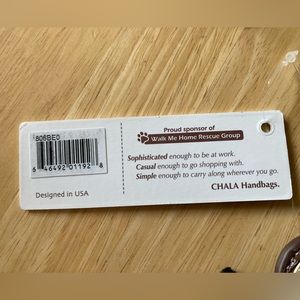 806BE0
6 46492 01192 8
Designed in USA
Proud sponsor of
Walk Me Home Rescue Group
Sophisticated enough to be at work.
Casual enough to go shopping with.
Simple enough to carry along wherever you go.
CHALA Handbags.